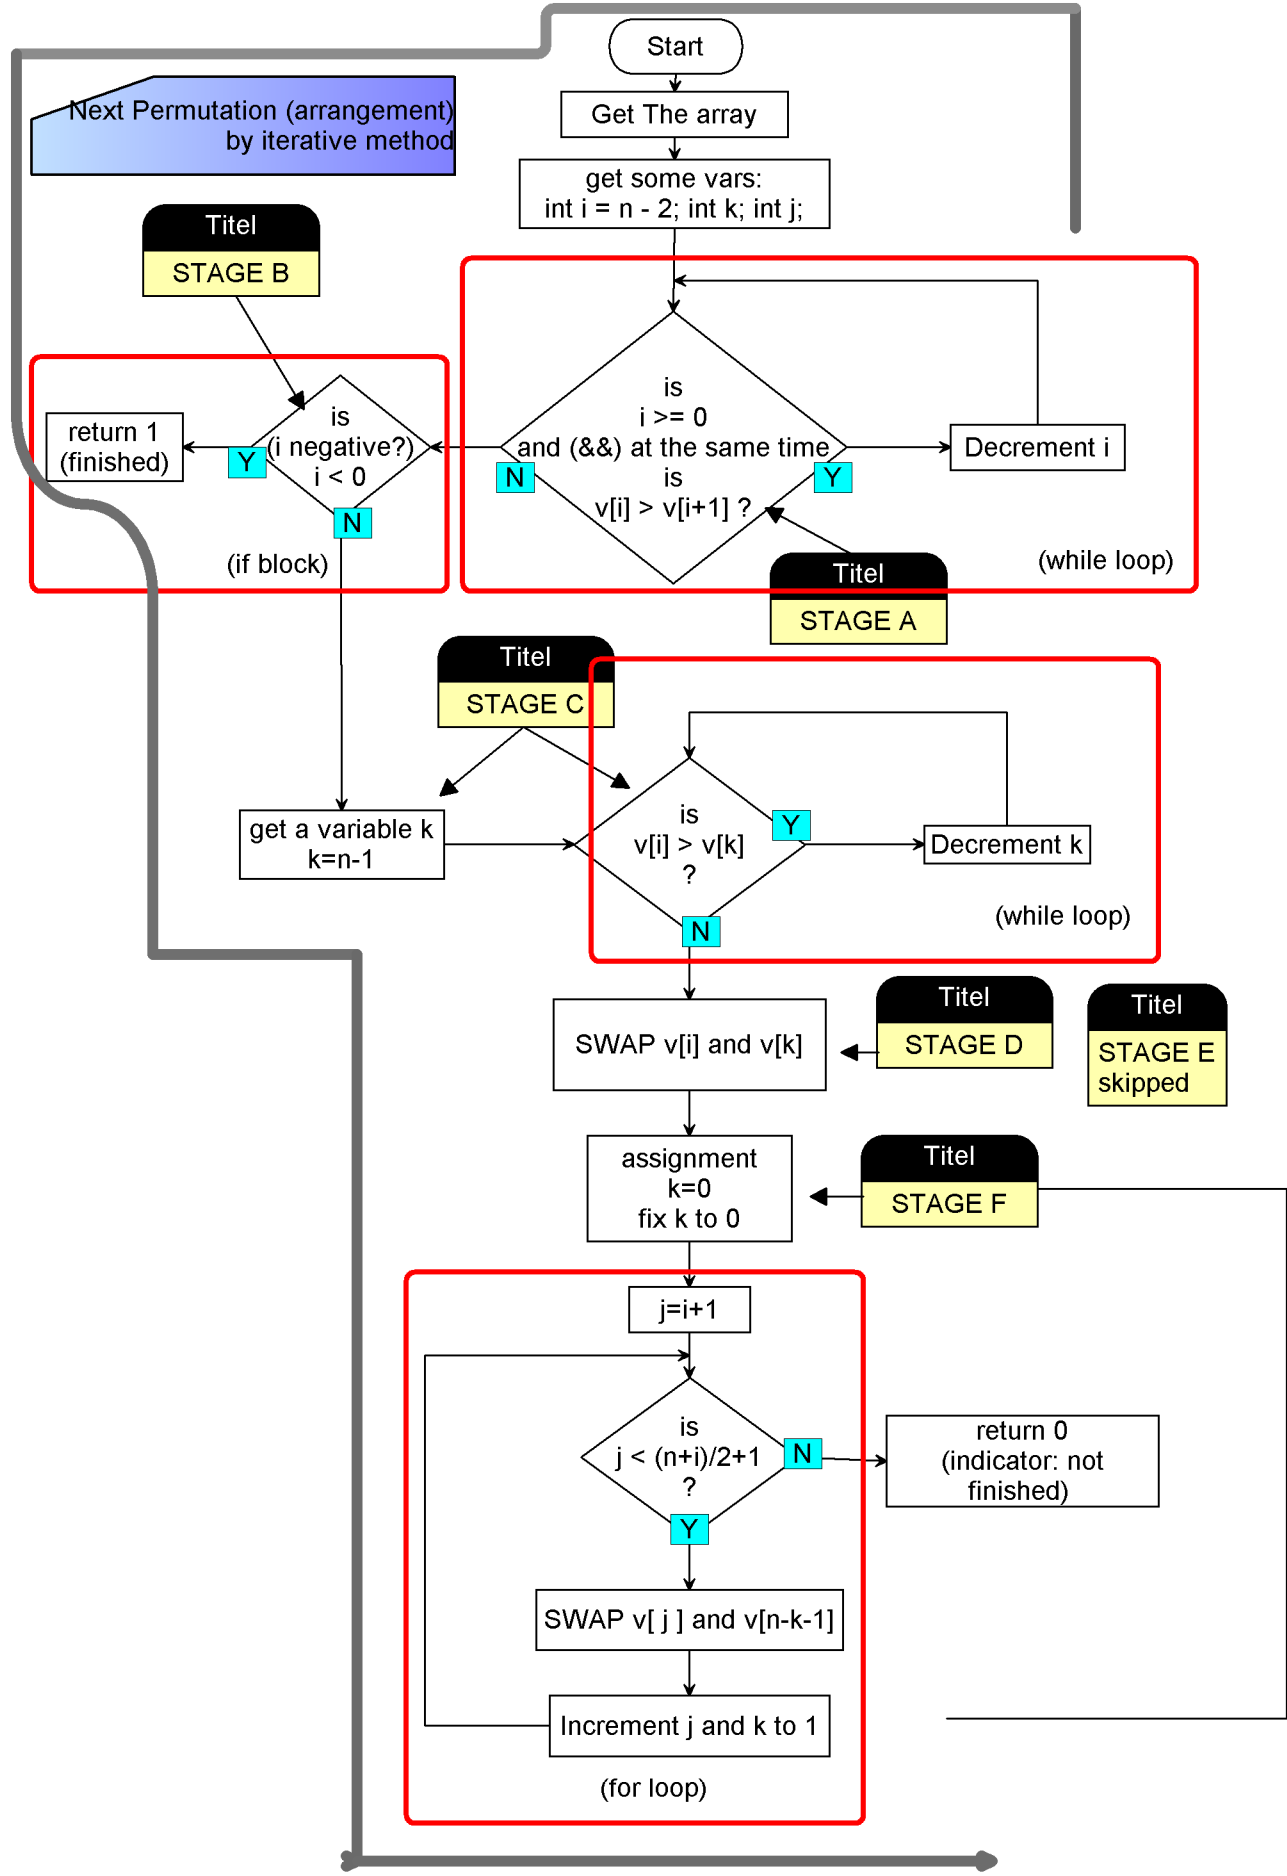 Start
Get The array
Next Permutation (arrangement)
by iterative method
get some vars:
int i = n - 2; int k; int j;
Titel
STAGE B
is
i >= 0
and (&&) at the same time
is
v[i] > v[i+1] ?
N
Y
Decrement i
(while loop)
Titel
STAGE A
is
(i negative?)
i < 0
Y
N
return 1
(finished)
(if block)
Titel
STAGE C
get a variable k
k=n-1
is
v[i] > v[k]
?
Y
N
Decrement k
(while loop)
SWAP v[i] and v[k]
Titel
STAGE D
Titel
STAGE E
skipped
assignment
k=0
fix k to 0
Titel
STAGE F
j=i+1
is
j < (n+i)/2+1
?
N
Y
return 0
(indicator: not
finished)
SWAP v[ j ] and v[n-k-1]
Increment j and k to 1
(for loop)